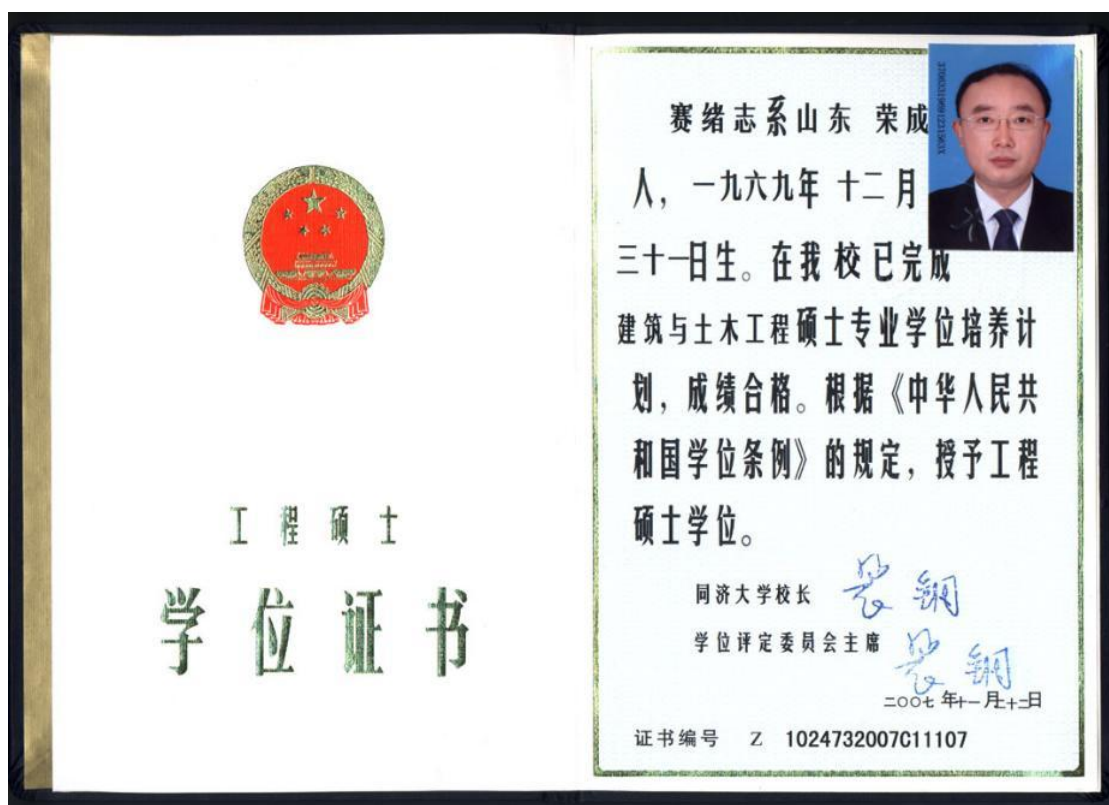 工程硕士
学位证书
赛绪志系山东 荣成
人，一九六九年 十二月
三十一日生。在我校已完成
建筑与土木工程硕士专业学位培养计
划，成绩合格。根据《中华人民共
和国学位条例》的规定，授予工程
硕士学位。
同济大学校长 裴钢
学位评定委员会主席 裴钢
二〇〇七年十一月二十二日
证书编号 Z 1024732007C11107